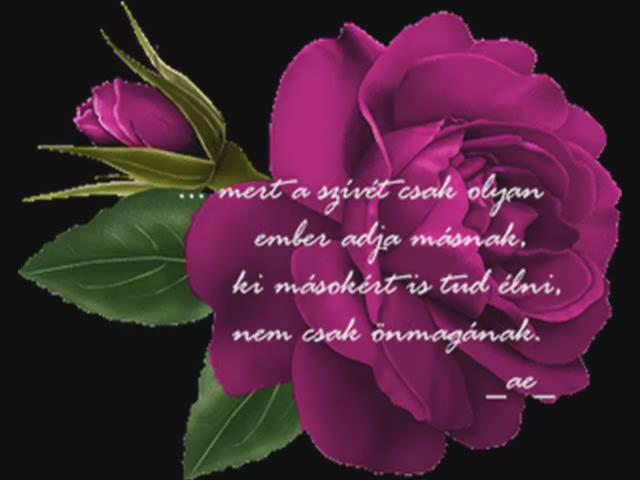 ... mert a szívét csak olyan
ember adja másnak,
ki másokért is tud élni,
nem csak önmagának.
_ae_